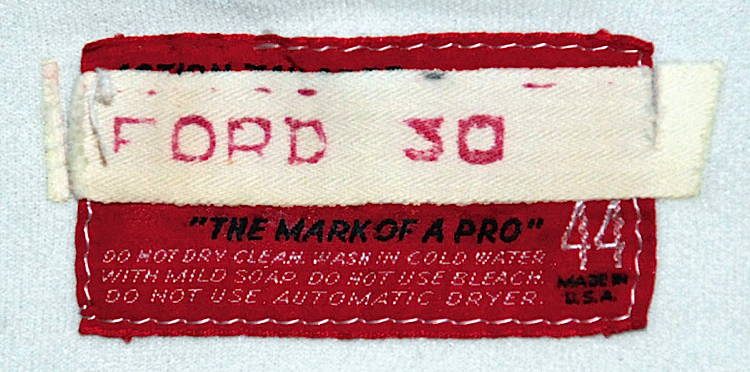 FORD 30
"THE MARK OF A PRO"
44
DO NOT DRY CLEAN. WASH IN COLD WATER
WITH MILD SOAP. DO NOT USE BLEACH.
DO NOT USE AUTOMATIC DRYER.
MADE IN
U.S.A.